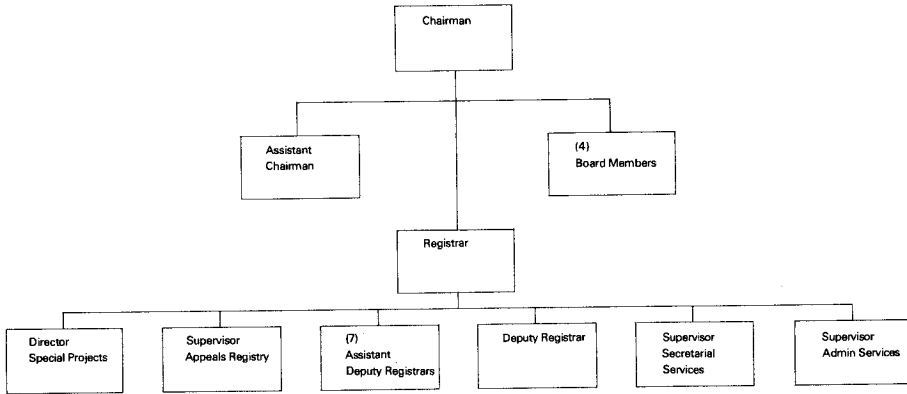 Chairman
Assistant
Chairman
(4)
Board Members
Registrar
Director
Special Projects
Supervisor
Appeals Registry
(7)
Assistant
Deputy Registrars
Deputy Registrar
Supervisor
Secretarial
Services
Supervisor
Admin Services